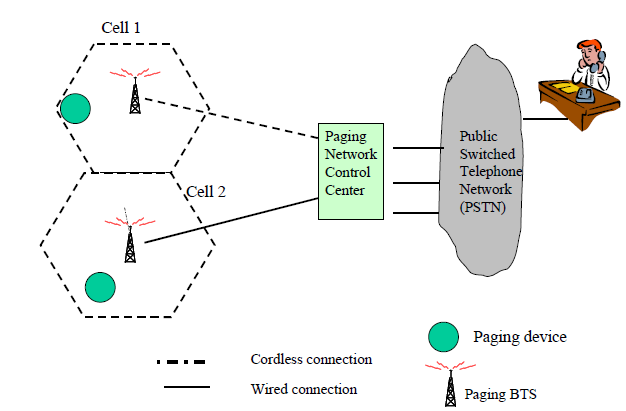 Cell 1
Cell 2
Paging
Network
Control
Center
Public
Switched
Telephone
Network
(PSTN)
Paging device
Cordless connection
Wired connection
Paging BTS